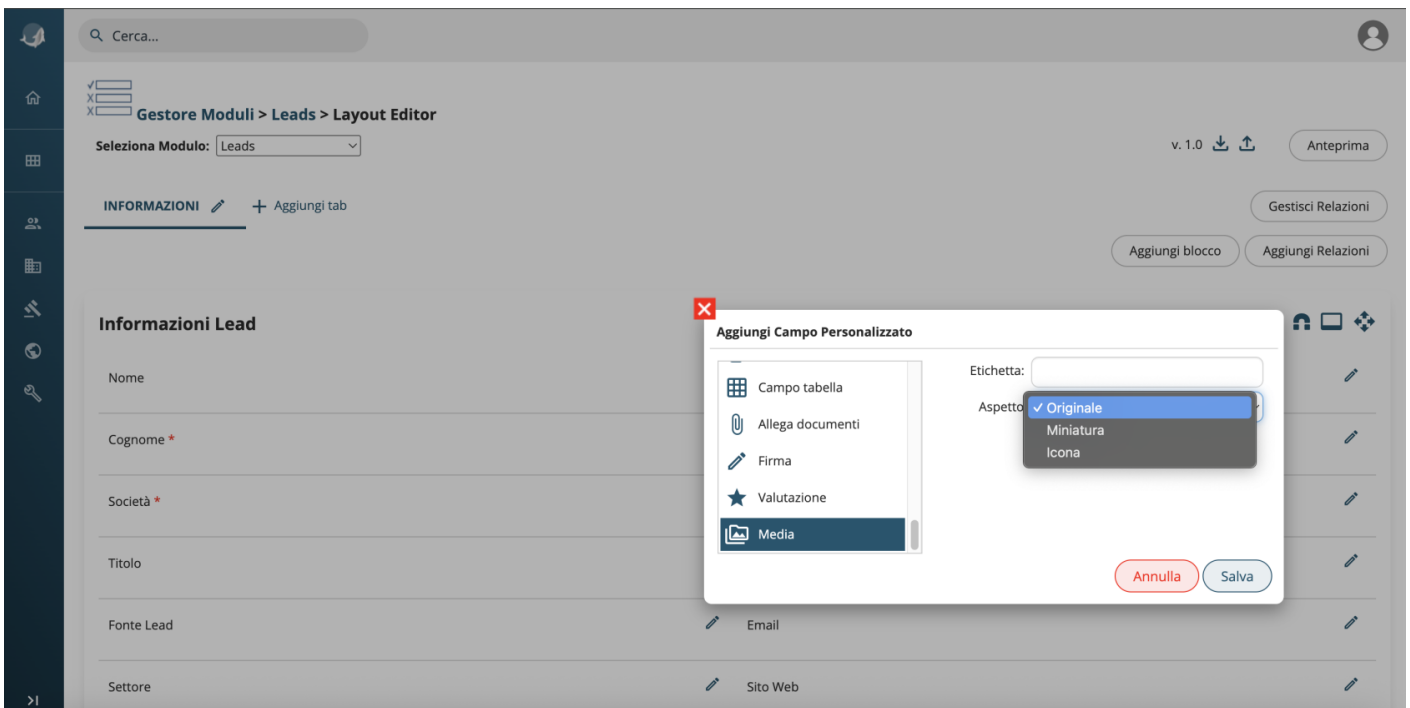 Cerca...
Gestore Moduli > Leads > Layout Editor
Seleziona Modulo: Leads
v. 1.0
Anteprima
INFORMAZIONI
Aggiungi tab
Gestisci Relazioni
Aggiungi blocco
Aggiungi Relazioni
Informazioni Lead
Aggiungi Campo Personalizzato
Nome
Campo tabella
Etichetta:
Allega documenti
Aspetto
✓ Originale
Miniatura
Icona
Cognome *
Firma
Società *
Valutazione
Media
Titolo
Annulla
Salva
Fonte Lead
Email
Settore
Sito Web